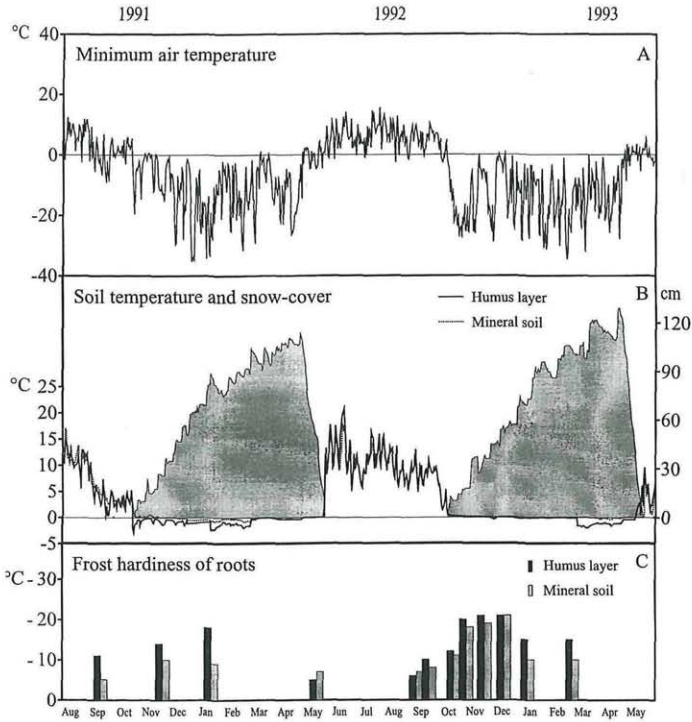 1991 1992 1993
°C 40
Minimum air temperature A
20
0
-20
-40
Soil temperature and snow-cover B cm
Humus layer
Mineral soil
120
°C 25 90
20
15 60
10 30
5
0 0
-5
Frost hardiness of roots C
°C - 30
Humus layer
Mineral soil
- 20
- 10
0
Aug Sep Oct Nov Dec Jan Feb Mar Apr May Jun Jul Aug Sep Oct Nov Dec Jan Feb Mar Apr May